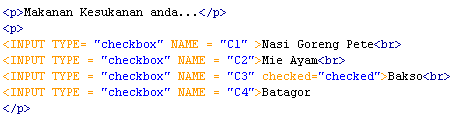 <p>Makanan Kesukanan anda...</p>
<p>
<INPUT TYPE= "checkbox" NAME = "C1" >Nasi Goreng Pete<br>
<INPUT TYPE = "checkbox" NAME = "C2">Mie Ayam<br>
<INPUT TYPE = "checkbox" NAME = "C3" checked="checked">Bakso<br>
<INPUT TYPE = "checkbox" NAME = "C4">Batagor
</p>